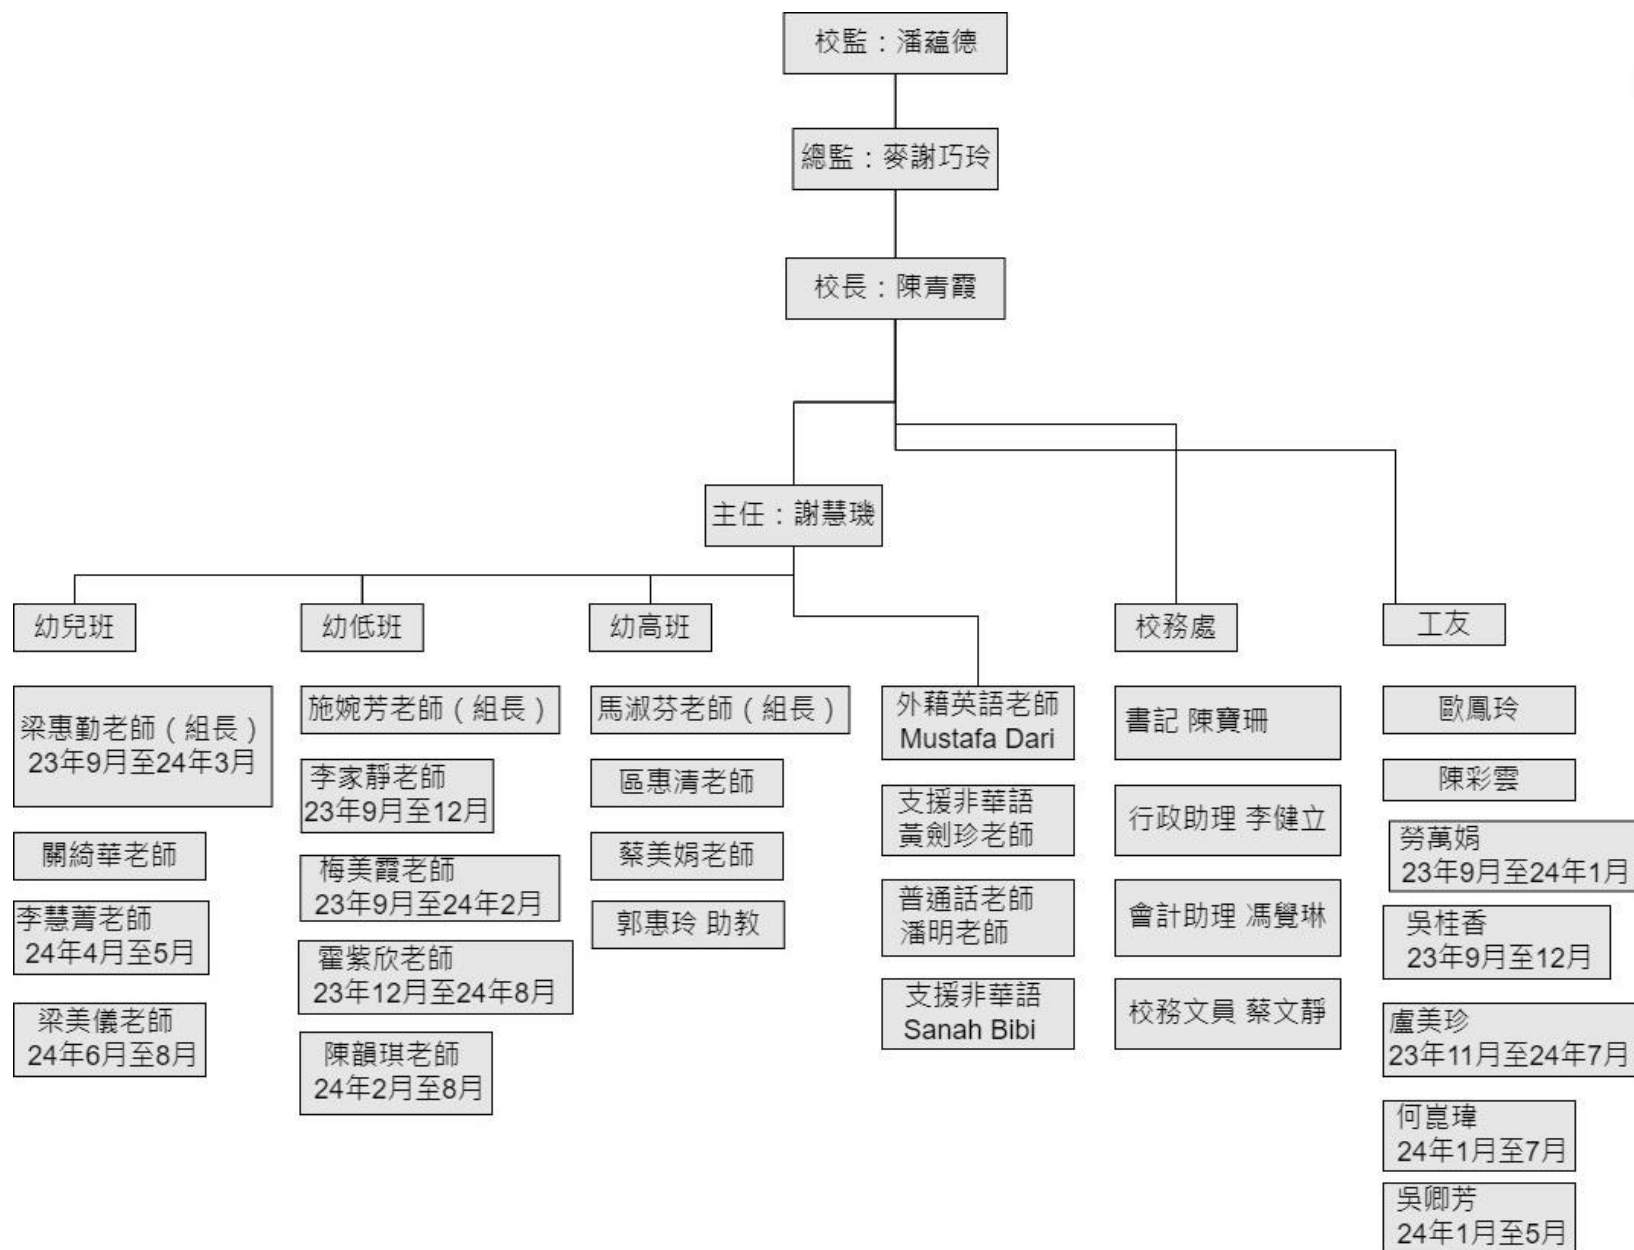 校監：潘蘊德
總監：麥謝巧玲
校長：陳青霞
主任：謝慧璣
幼兒班
梁惠勤老師（組長）
23年9月至24年3月
關綺華老師
李慧菁老師
24年4月至5月
梁美儀老師
24年6月至8月
幼低班
施婉芳老師（組長）
李家靜老師
23年9月至12月
梅美霞老師
23年9月至24年2月
霍紫欣老師
23年12月至24年8月
陳韻琪老師
24年2月至8月
幼高班
馬淑芬老師（組長）
區惠清老師
蔡美娟老師
郭惠玲 助教
外藉英語老師
Mustafa Dari
支援非華語
黃劍珍老師
普通話老師
潘明老師
支援非華語
Sanah Bibi
校務處
書記 陳寶珊
行政助理 李健立
會計助理 馮覺琳
校務文員 蔡文靜
工友
歐鳳玲
陳彩雲
勞萬娟
23年9月至24年1月
吳桂香
23年9月至12月
盧美珍
23年11月至24年7月
何崑瑋
24年1月至7月
吳卿芳
24年1月至5月